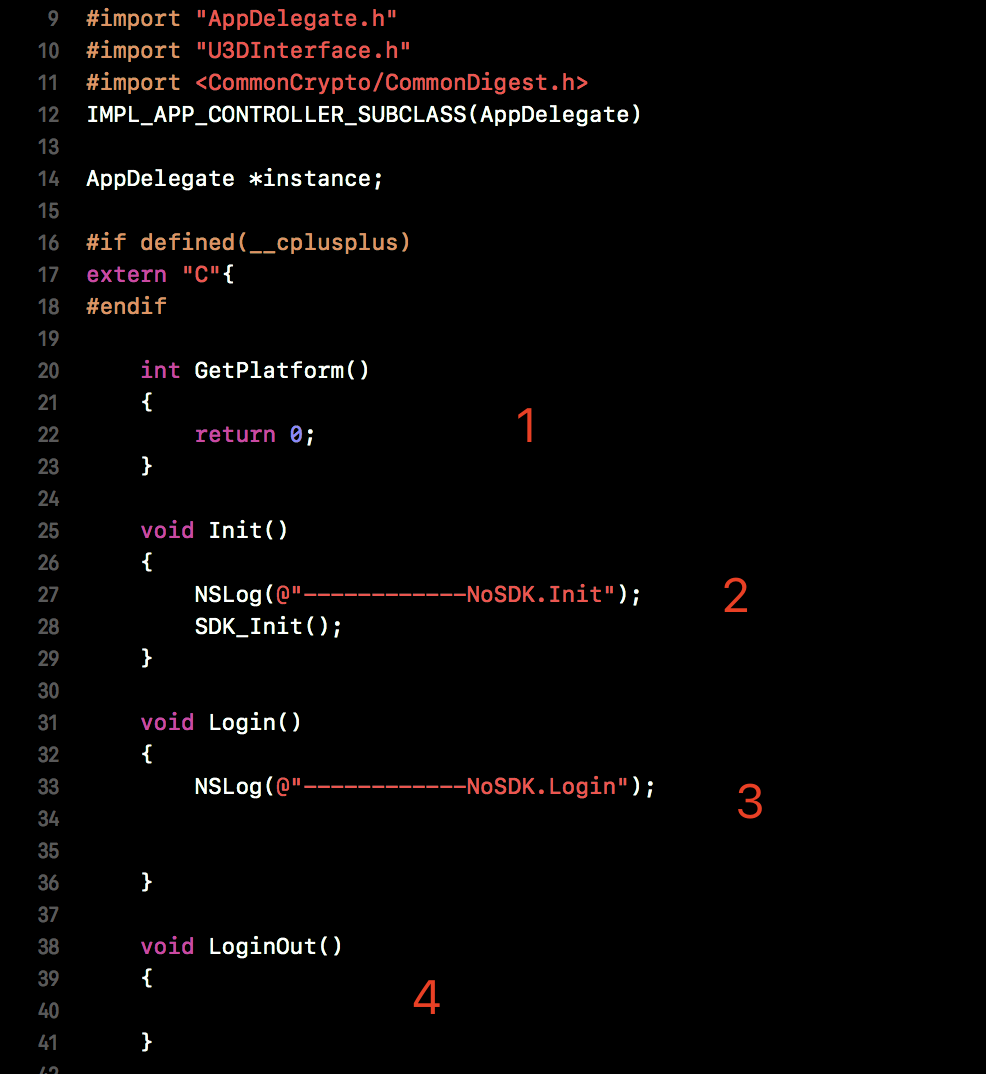 9 #import "AppDelegate.h"
10 #import "U3DInterface.h"
11 #import <CommonCrypto/CommonDigest.h>
12 IMPL_APP_CONTROLLER_SUBCLASS(AppDelegate)
13
14 AppDelegate *instance;
15
16 #if defined(__cplusplus)
17 extern "C"{
18 #endif
19
20 int GetPlatform()
21 {
22 return 0; 1
23 }
24
25 void Init()
26 {
27 NSLog(@"------------NoSDK.Init"); 2
28 SDK_Init();
29 }
30
31 void Login()
32 {
33 NSLog(@"------------NoSDK.Login"); 3
34
35
36 }
37
38 void LoginOut()
39 {
40 4
41 }
42